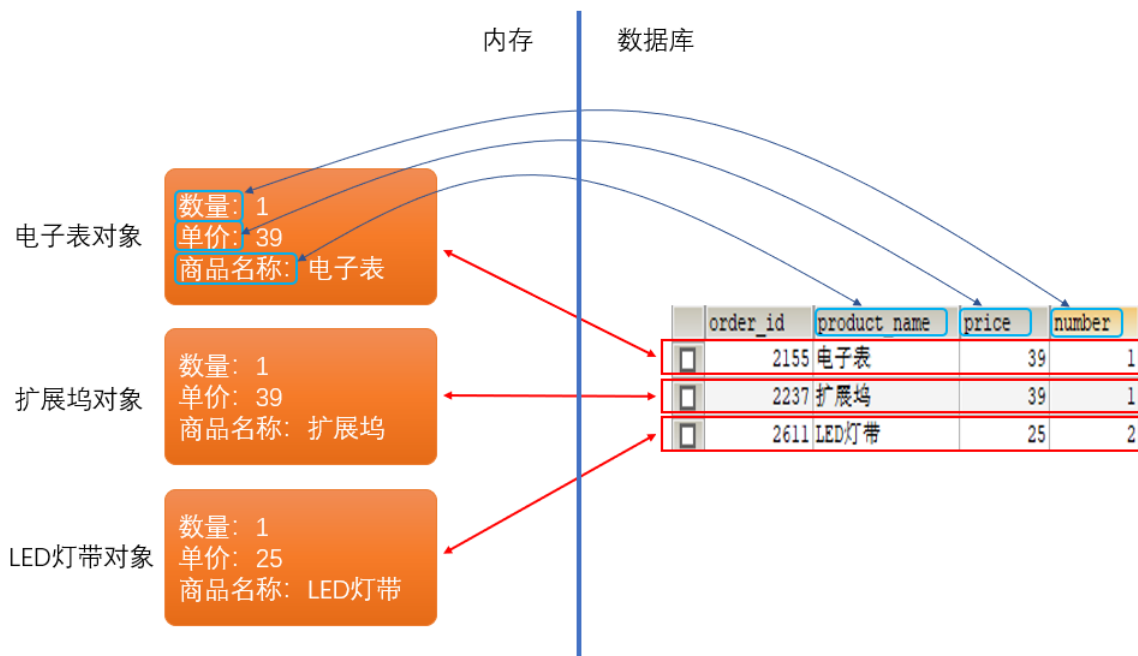 内存
数据库
电子表对象
数量：1
单价：39
商品名称：电子表
扩展坞对象
数量：1
单价：39
商品名称：扩展坞
LED灯带对象
数量：1
单价：25
商品名称：LED灯带
order_id product_name price number
2155 电子表 39 1
2237 扩展坞 39 1
2611 LED灯带 25 2